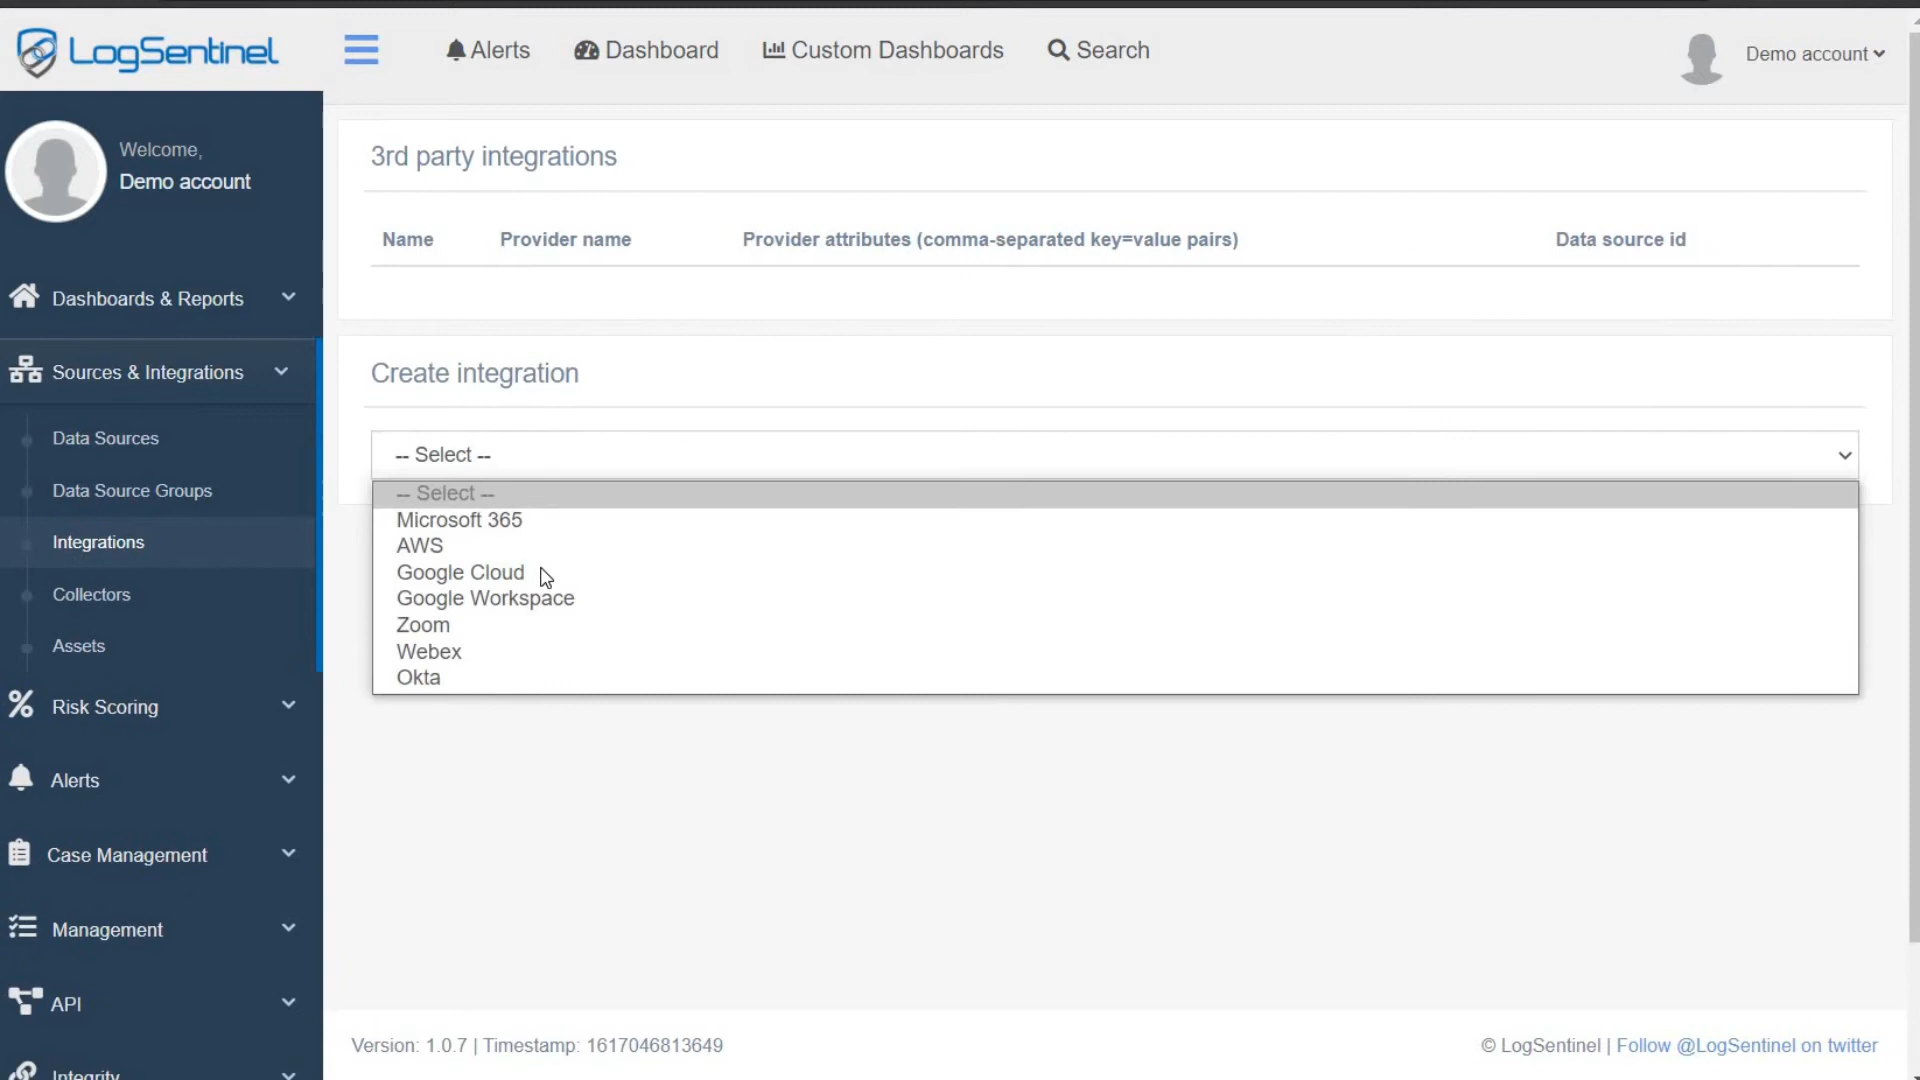 LogSentinel
Alerts
Dashboard
Custom Dashboards
Search
Demo account
Welcome,
Demo account
Dashboards & Reports
Sources & Integrations
Data Sources
Data Source Groups
Integrations
Collectors
Assets
Risk Scoring
Alerts
Case Management
Management
API
Integrity
3rd party integrations
Name Provider name Provider attributes (comma-separated key=value pairs) Data source id
Create integration
-- Select --
-- Select --
Microsoft 365
AWS
Google Cloud
Google Workspace
Zoom
Webex
Okta
Version: 1.0.7 | Timestamp: 1617046813649
© LogSentinel | Follow @LogSentinel on twitter